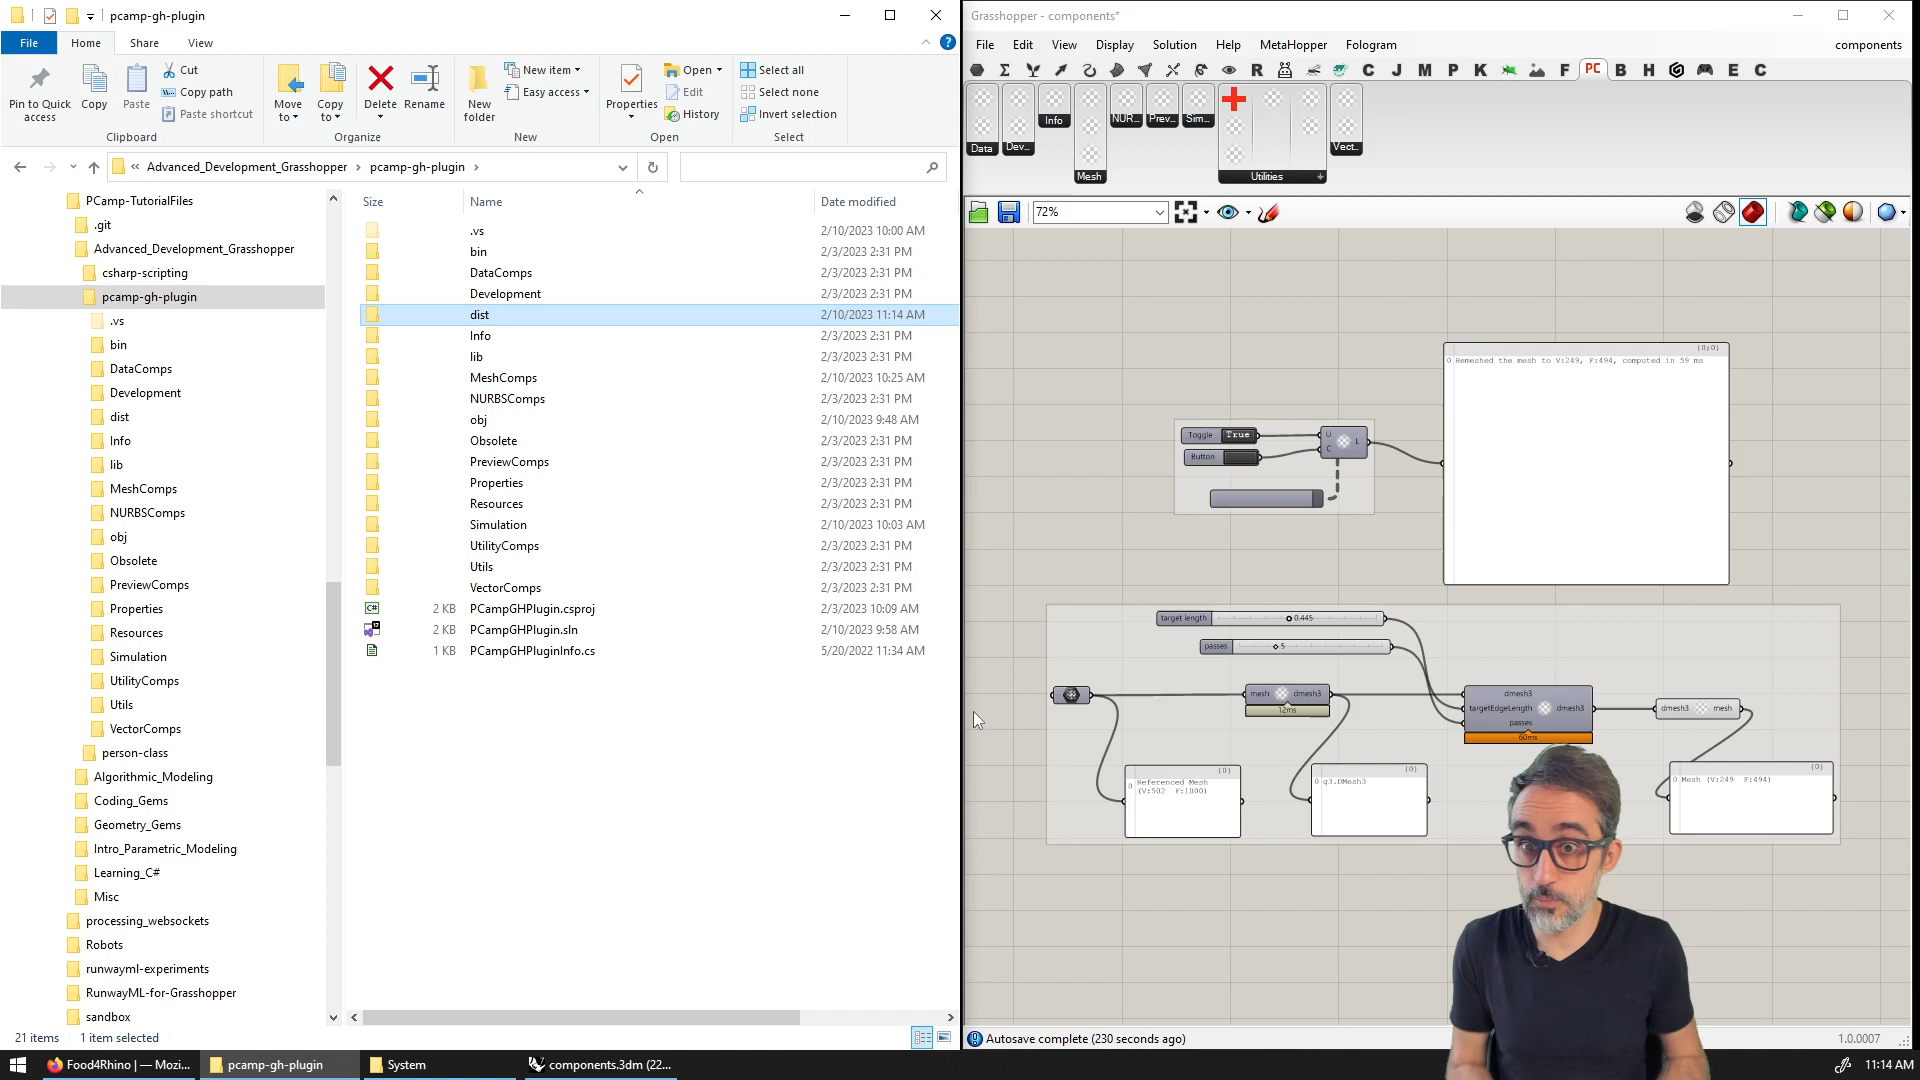 pcamp-gh-plugin
File
Home
Share
View
Pin to Quick access
Copy
Paste
Cut
Copy path
Paste shortcut
Clipboard
Move to
Copy to
Delete
Rename
Organize
New folder
New item
Easy access
New
Properties
Open
Edit
History
Open
Select all
Select none
Invert selection
Select
Advanced_Development_Grasshopper
pcamp-gh-plugin
PCamp-TutorialFiles
.git
Advanced_Development_Grasshopper
csharp-scripting
pcamp-gh-plugin
.vs
bin
DataComps
Development
dist
Info
lib
MeshComps
NURBSComps
obj
Obsolete
PreviewComps
Properties
Resources
Simulation
UtilityComps
Utils
VectorComps
person-class
Algorithmic_Modeling
Coding_Gems
Geometry_Gems
Intro_Parametric_Modeling
Learning_C#
Misc
processing_websockets
Robots
runwayml-experiments
RunwayML-for-Grasshopper
sandbox
Size Name Date modified
.vs 2/10/2023 10:00 AM
bin 2/3/2023 2:31 PM
DataComps 2/3/2023 2:31 PM
Development 2/3/2023 2:31 PM
dist 2/10/2023 11:14 AM
Info 2/3/2023 2:31 PM
lib 2/3/2023 2:31 PM
MeshComps 2/10/2023 10:25 AM
NURBSComps 2/3/2023 2:31 PM
obj 2/10/2023 9:48 AM
Obsolete 2/3/2023 2:31 PM
PreviewComps 2/3/2023 2:31 PM
Properties 2/3/2023 2:31 PM
Resources 2/3/2023 2:31 PM
Simulation 2/10/2023 10:03 AM
UtilityComps 2/3/2023 2:31 PM
Utils 2/3/2023 2:31 PM
VectorComps 2/3/2023 2:31 PM
2 KB PCampGHPlugin.csproj 2/3/2023 10:09 AM
2 KB PCampGHPlugin.sln 2/10/2023 9:58 AM
1 KB PCampGHPluginInfo.cs 5/20/2022 11:34 AM
21 items 1 item selected
Grasshopper - components*
File Edit View Display Solution Help MetaHopper Fologram components
R C J M P K F PC B H E C
Data
Dev...
Info
Mesh
NUR...
Prev...
Sim...
Utilities
Vect...
72%
{0;0}
0 Remeshed the mesh to V:249, F:494, computed in 59 ms
Toggle True
Button
U
C
L
target length 0.445
passes 5
mesh dmesh3
12ms
dmesh3
targetEdgeLength dmesh3
passes
60ms
dmesh3 mesh
{0}
0 Referenced Mesh
(V:502 F:1000)
{0}
0 g3.DMesh3
{0}
0 Mesh (V:249 F:494)
Autosave complete (230 seconds ago)
1.0.0007
Food4Rhino | — Mozi...
pcamp-gh-plugin
System
components.3dm (22...
11:14 AM